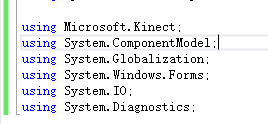 using Microsoft.Kinect;
using System.ComponentModel;
using System.Globalization;
using System.Windows.Forms;
using System.IO;
using System.Diagnostics;